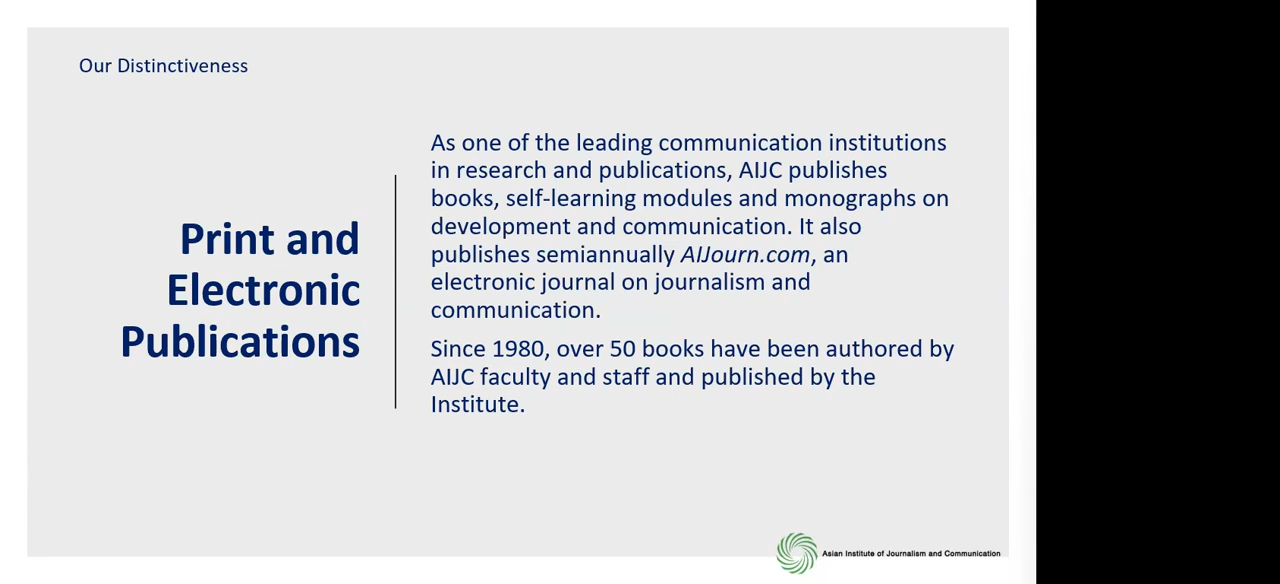 Our Distinctiveness
Print and
Electronic
Publications
As one of the leading communication institutions
in research and publications, AIJC publishes
books, self-learning modules and monographs on
development and communication. It also
publishes semiannually AIJourn.com, an
electronic journal on journalism and
communication.
Since 1980, over 50 books have been authored by
AIJC faculty and staff and published by the
Institute.
Asian Institute of Journalism and Communication